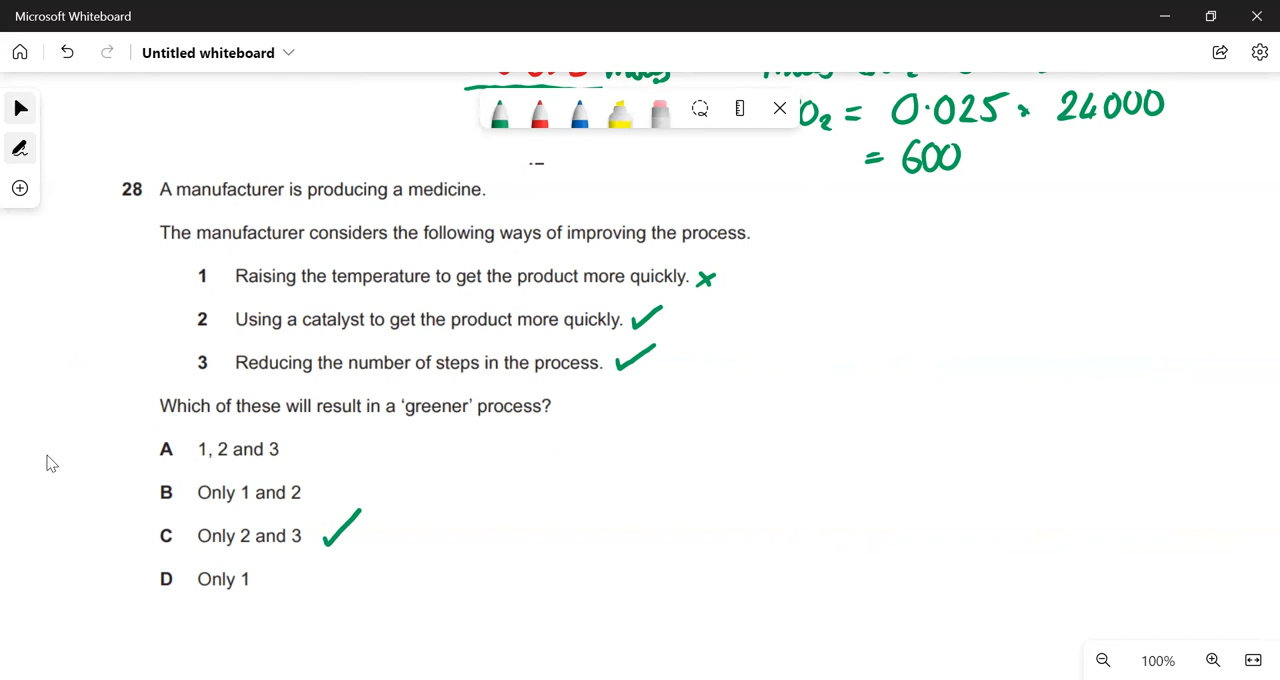 Microsoft Whiteboard
Untitled whiteboard
O₂ = 0.025 × 24000
= 600
28 A manufacturer is producing a medicine.
The manufacturer considers the following ways of improving the process.
1 Raising the temperature to get the product more quickly. ×
2 Using a catalyst to get the product more quickly. ✓
3 Reducing the number of steps in the process. ✓
Which of these will result in a ‘greener’ process?
A 1, 2 and 3
B Only 1 and 2
C Only 2 and 3 ✓
D Only 1
100%